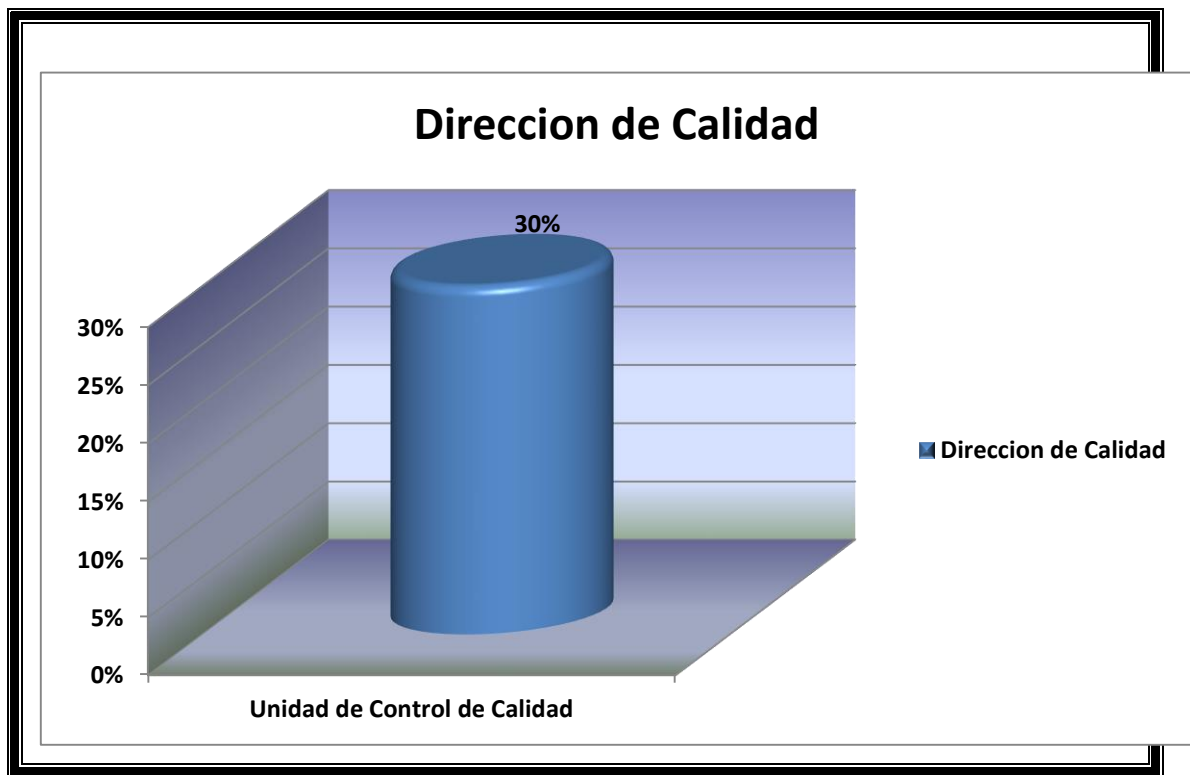 Direccion de Calidad
30%
30%
25%
20%
15%
10%
5%
0%
Direccion de Calidad
Unidad de Control de Calidad